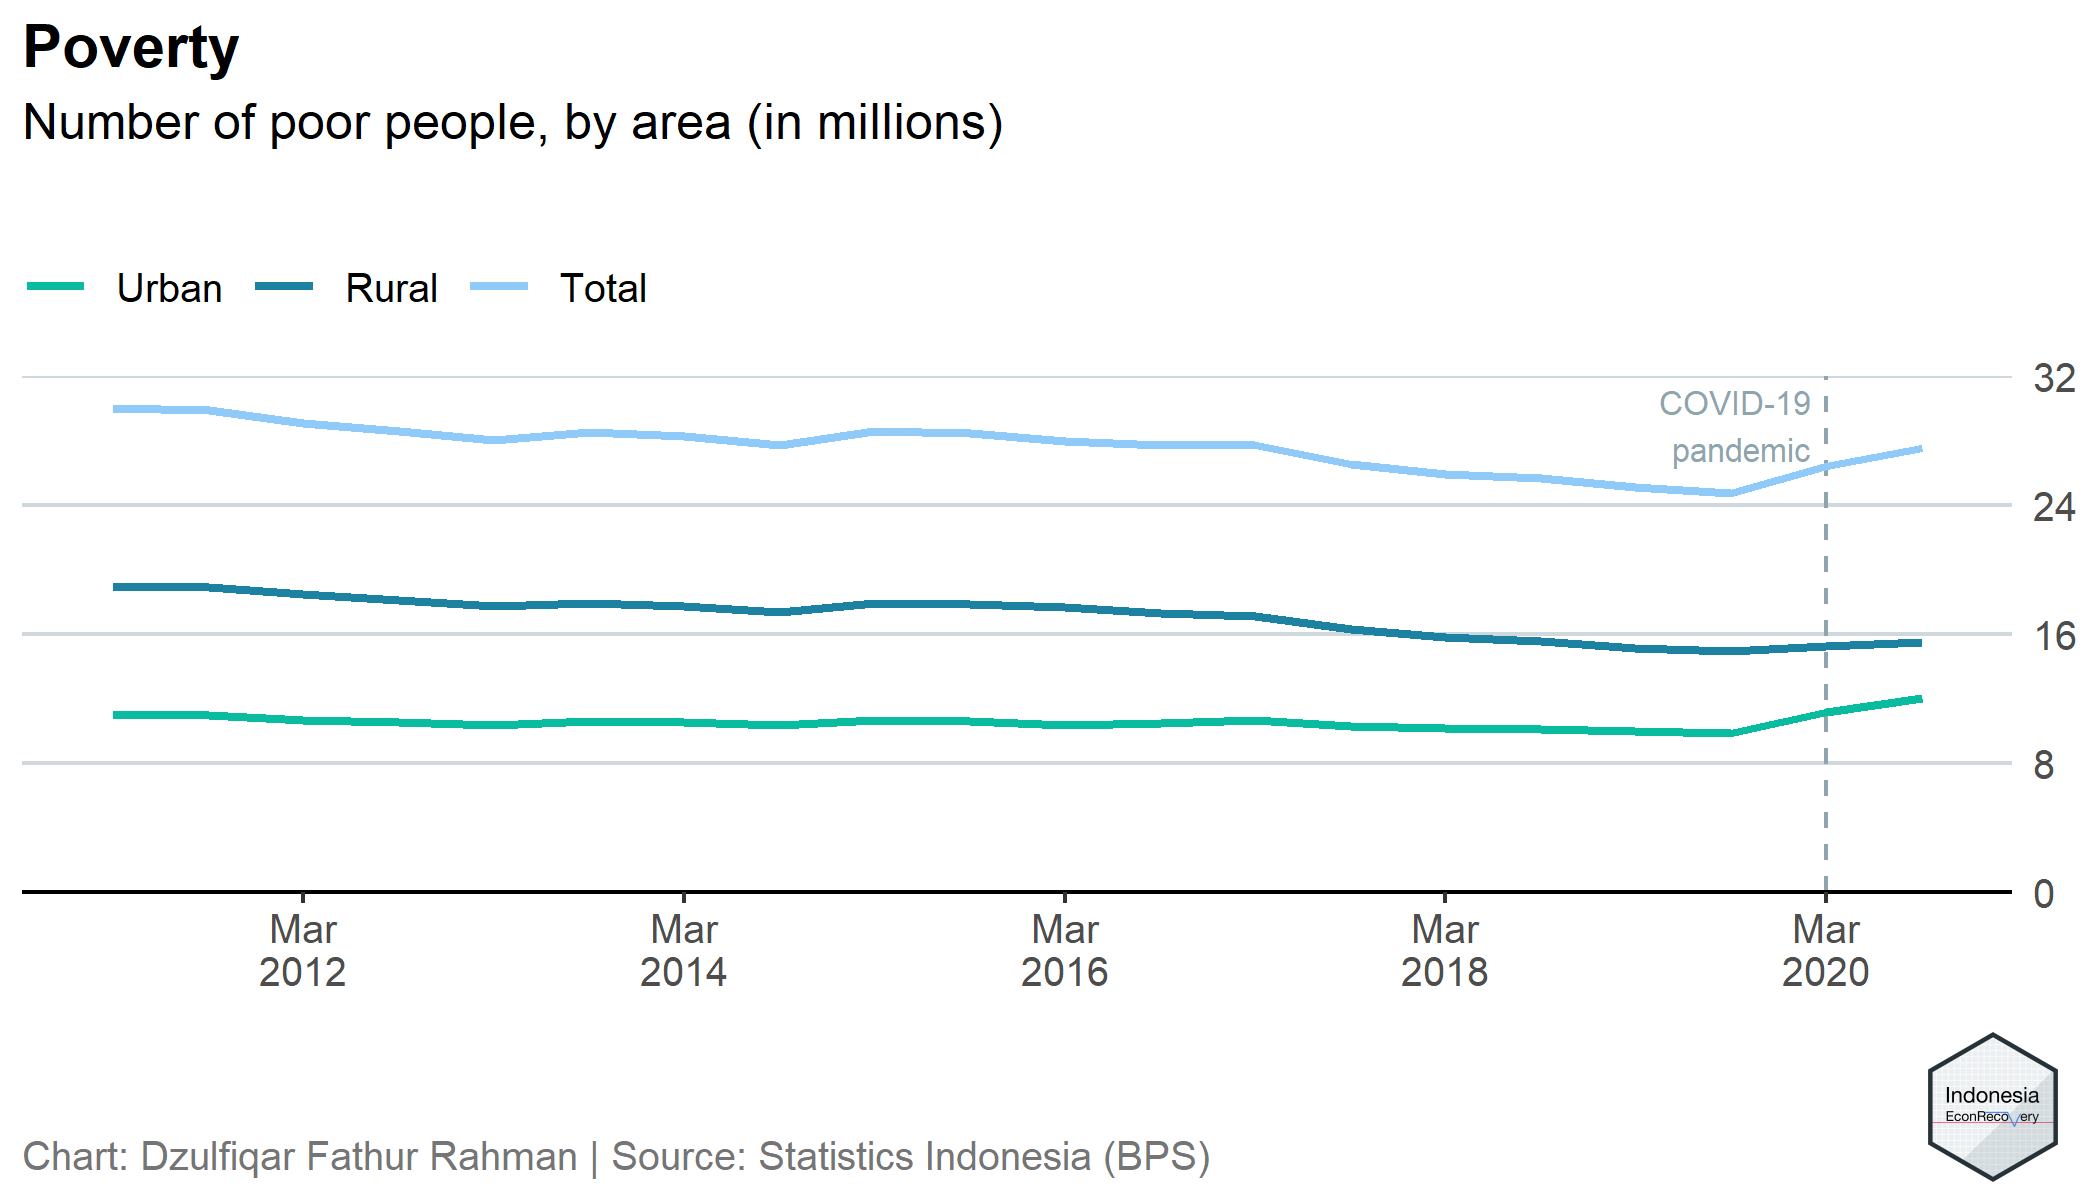 Poverty
Number of poor people, by area (in millions)
Urban Rural Total
32
COVID-19
pandemic
24
16
8
0
Mar 2012
Mar 2014
Mar 2016
Mar 2018
Mar 2020
Indonesia
EconRecovery
Chart: Dzulfiqar Fathur Rahman | Source: Statistics Indonesia (BPS)